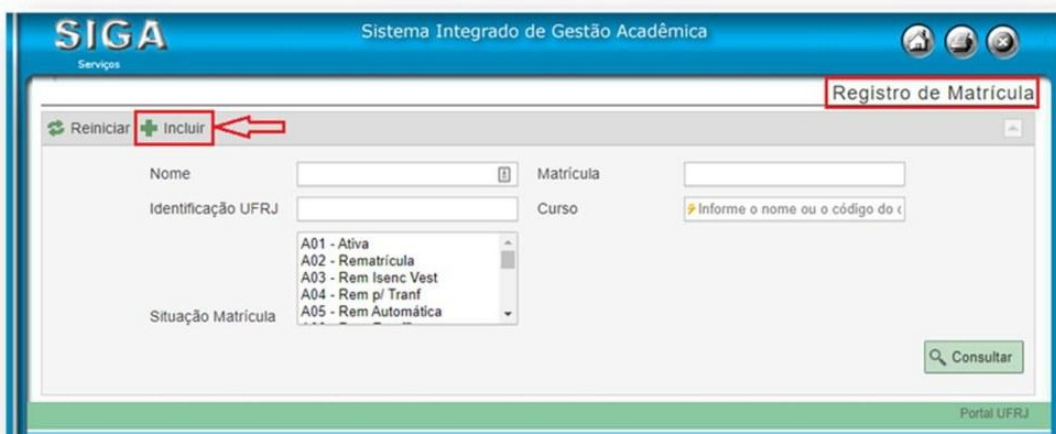 SIGA
Serviços
Sistema Integrado de Gestão Acadêmica
Registro de Matrícula
Reiniciar Incluir
Nome Matrícula
Identificação UFRJ Curso Informe o nome ou o código do c
A01 - Ativa
A02 - Rematrícula
A03 - Rem Isenc Vest
A04 - Rem p/ Tranf
A05 - Rem Automática
Situação Matrícula
Consultar
Portal UFRJ